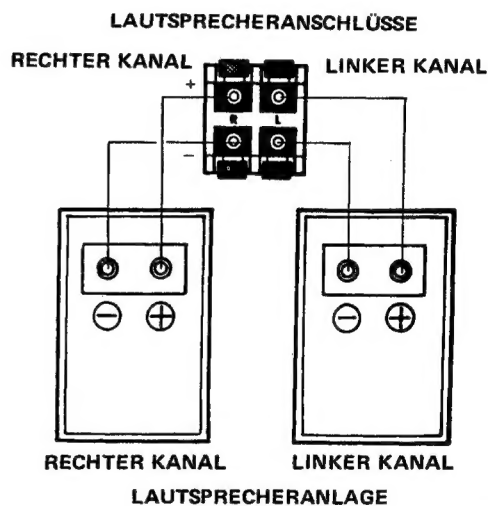 LAUTSPRECHERANSCHLÜSSE
RECHTER KANAL
LINKER KANAL
+
R L
−
− + − +
RECHTER KANAL LINKER KANAL
LAUTSPRECHERANLAGE